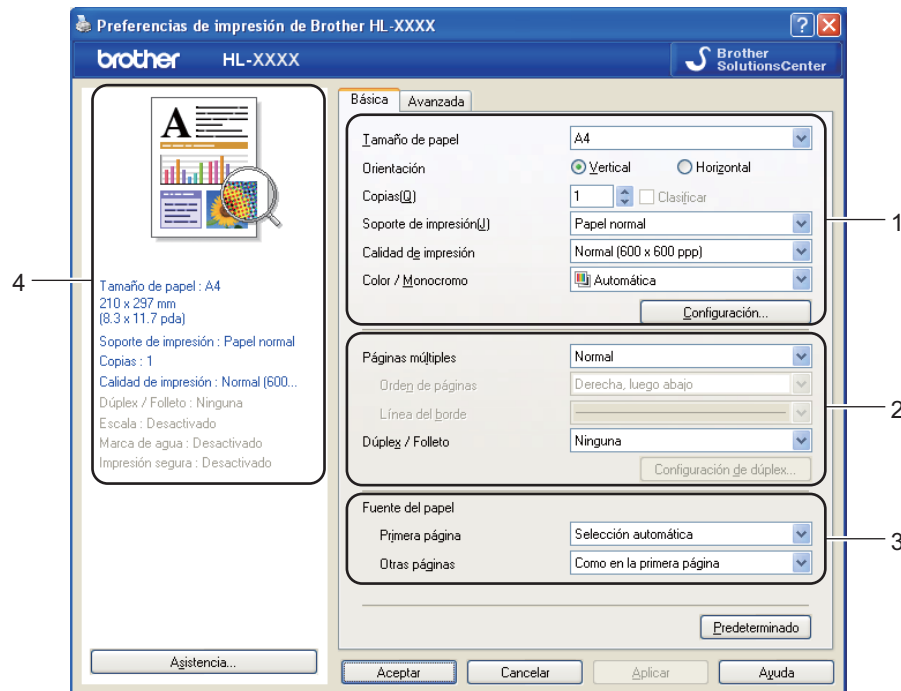 Preferencias de impresión de Brother HL-XXXX
brother HL-XXXX
Brother
SolutionsCenter
A
Tamaño de papel : A4
210 x 297 mm
(8.3 x 11.7 pda)
Soporte de impresión : Papel normal
Copias : 1
Calidad de impresión : Normal (600...
Dúplex / Folleto : Ninguna
Escala : Desactivado
Marca de agua : Desactivado
Impresión segura : Desactivado
4
Asistencia...
Básica Avanzada
Tamaño de papel A4
Orientación Vertical Horizontal
Copias(Q) 1 Clasificar
Soporte de impresión(J) Papel normal
Calidad de impresión Normal (600 x 600 ppp)
Color / Monocromo Automática
Configuración...
1
Páginas múltiples Normal
Orden de páginas Derecha, luego abajo
Línea del borde
Dúplex / Folleto Ninguna
Configuración de dúplex...
2
Fuente del papel
Primera página Selección automática
Otras páginas Como en la primera página
3
Predeterminado
Aceptar Cancelar Aplicar Ayuda